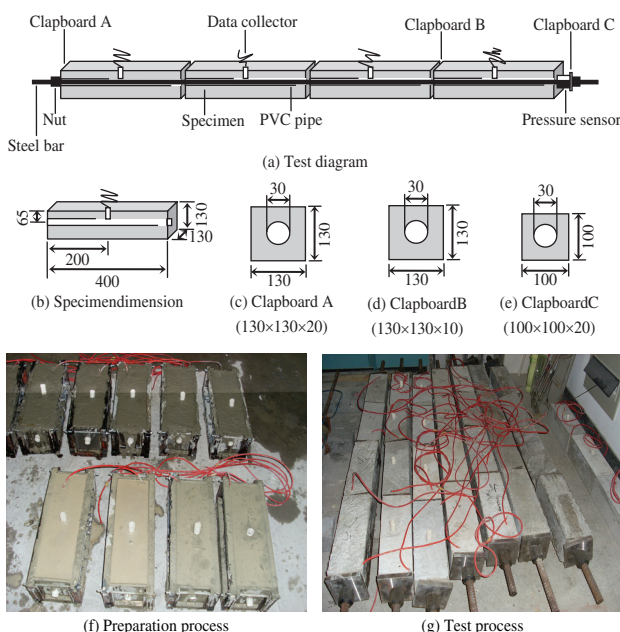 Clapboard A
Data collector
Clapboard B
Clapboard C
Nut
Specimen
PVC pipe
Pressure sensor
Steel bar
(a) Test diagram
65
130
130
200
400
(b) Specimendimension
30
130
130
(c) Clapboard A
(130×130×20)
30
130
130
(d) ClapboardB
(130×130×10)
30
100
100
(e) ClapboardC
(100×100×20)
(f) Preparation process
(g) Test process